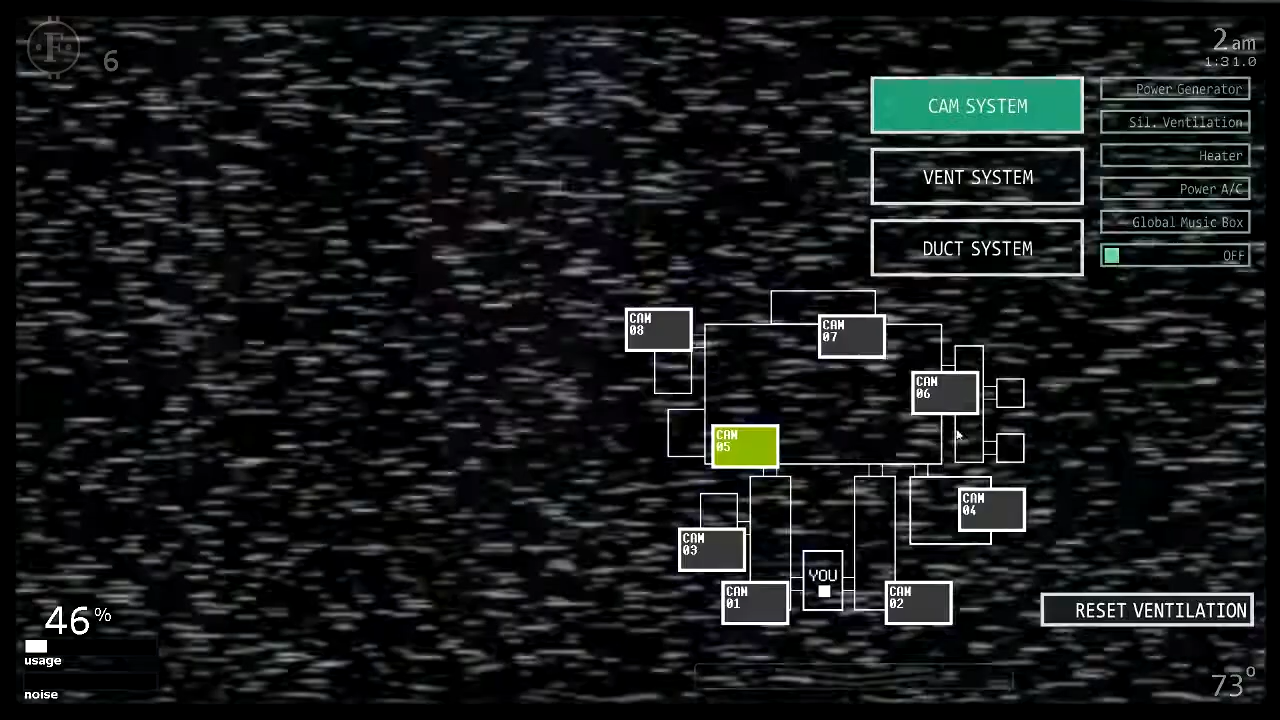 F
6
2 am
1:31.0
CAM SYSTEM
VENT SYSTEM
DUCT SYSTEM
Power Generator
Sil. Ventilation
Heater
Power A/C
Global Music Box
OFF
CAM
08
CAM
07
CAM
06
CAM
05
CAM
04
CAM
03
YOU
CAM
01
CAM
02
RESET VENTILATION
46%
usage
noise
73°